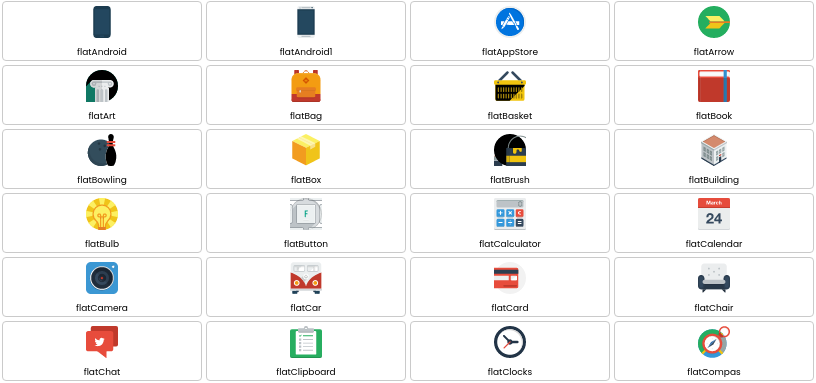 flatAndroid
flatAndroid1
flatAppStore
flatArrow
flatArt
flatBag
flatBasket
flatBook
flatBowling
flatBox
flatBrush
flatBuilding
flatBulb
F
flatButton
flatCalculator
March
24
flatCalendar
flatCamera
flatCar
flatCard
flatChair
flatChat
flatClipboard
flatClocks
flatCompas